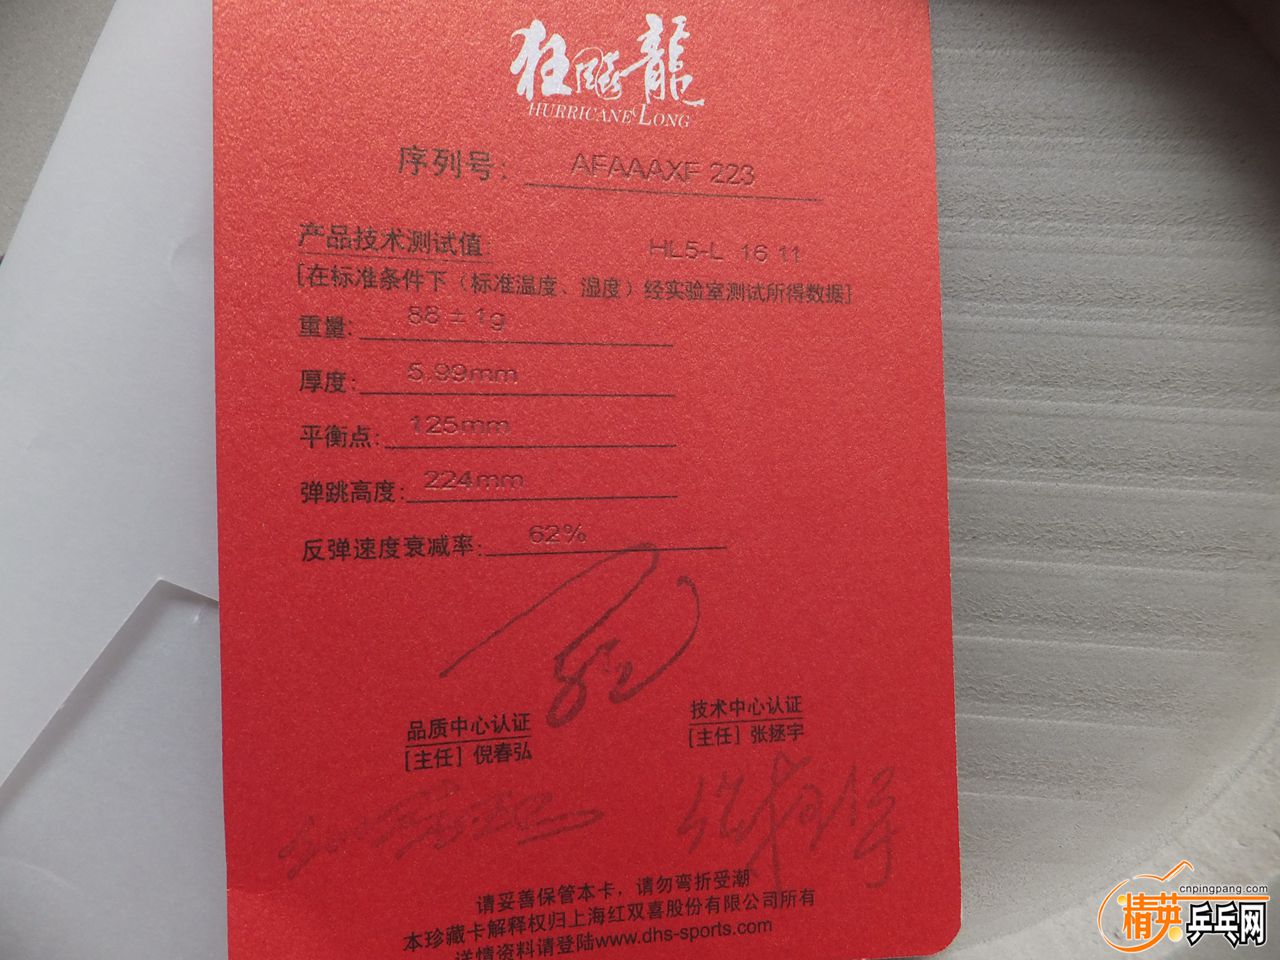 狂飚龍
HURRICANE LONG
序列号: AFAAAXF 223
产品技术测试值: HL5-L 16 11
[在标准条件下（标准温度、湿度）经实验室测试所得数据]
重量: 88±1g
厚度: 5.99mm
平衡点: 125mm
弹跳高度: 224mm
反弹速度衰减率: 62%
品质中心认证
[主任] 倪春弘
技术中心认证
[主任] 张拯宇
请妥善保管本卡，请勿弯折受潮
本珍藏卡解释权归上海红双喜股份有限公司所有
详情资料请登陆www.dhs-sports.com
cnpingpang.com
精英乒乓网